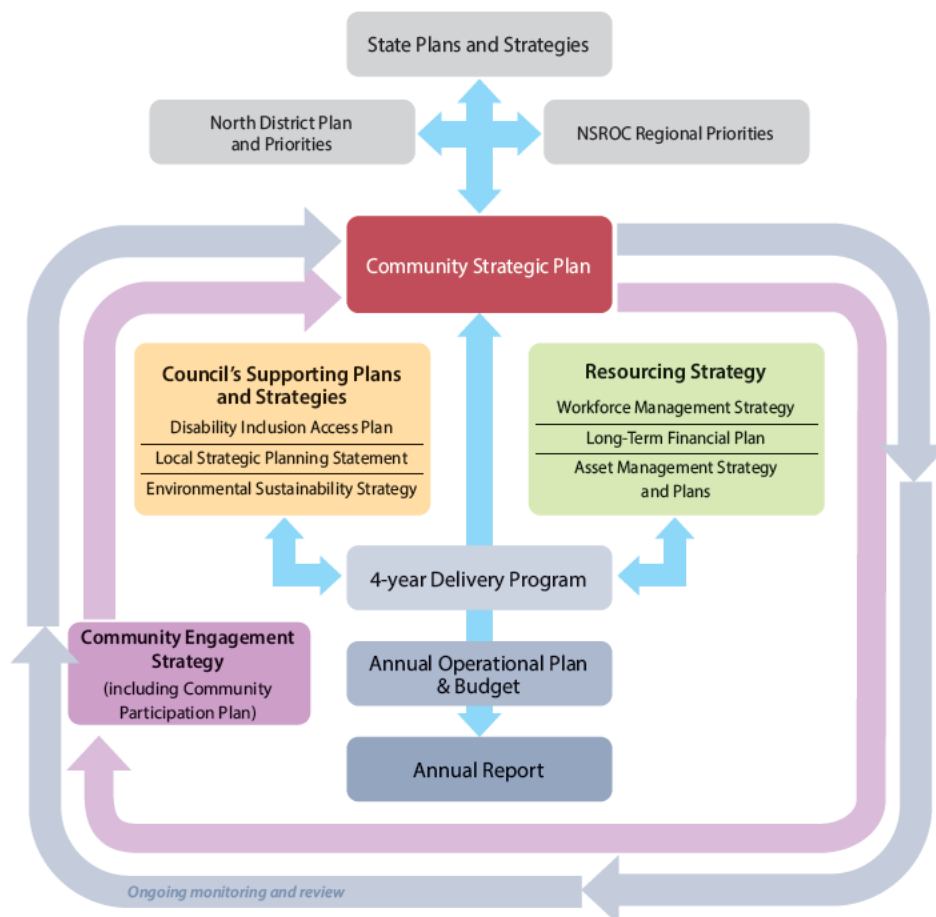 State Plans and Strategies
North District Plan
and Priorities
NSROC Regional Priorities
Community Strategic Plan
Council's Supporting Plans
and Strategies
Disability Inclusion Access Plan
Local Strategic Planning Statement
Environmental Sustainability Strategy
Resourcing Strategy
Workforce Management Strategy
Long-Term Financial Plan
Asset Management Strategy
and Plans
4-year Delivery Program
Community Engagement
Strategy
(including Community
Participation Plan)
Annual Operational Plan
& Budget
Annual Report
Ongoing monitoring and review